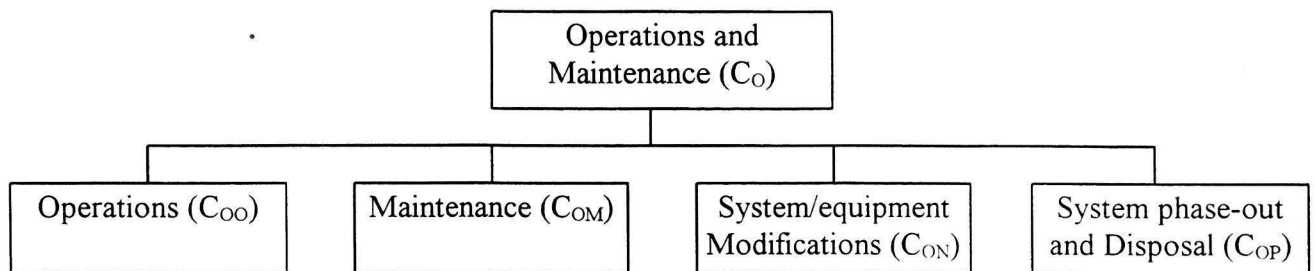 Operations and
Maintenance (C_O)
Operations (C_OO)
Maintenance (C_OM)
System/equipment
Modifications (C_ON)
System phase-out
and Disposal (C_OP)